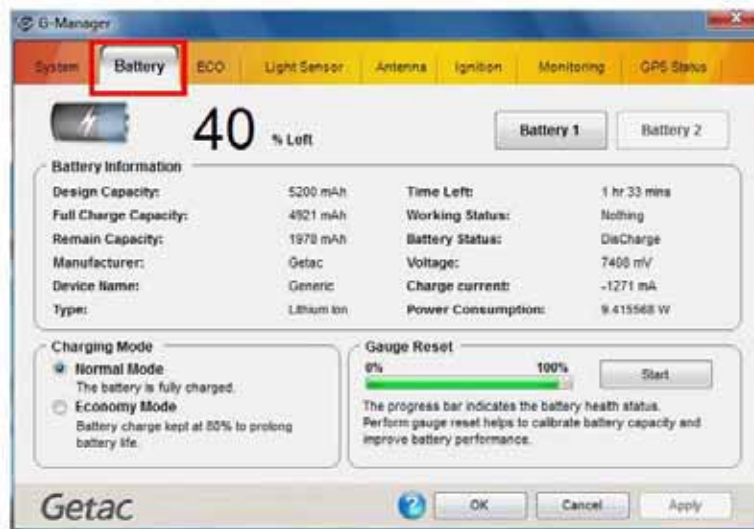 G-Manager
System Battery ECO Light Sensor Antenna Ignition Monitoring GPS Status
40 % Left Battery 1 Battery 2
Battery Information
Design Capacity: 5200 mAh Time Left: 1 hr 33 mins
Full Charge Capacity: 4921 mAh Working Status: Nothing
Remain Capacity: 1978 mAh Battery Status: DisCharge
Manufacturer: Getac Voltage: 7408 mV
Device Name: Generic Charge current: -1271 mA
Type: Lithium Ion Power Consumption: 9.415568 W
Charging Mode Gauge Reset
Normal Mode 0% 100% Start
The battery is fully charged.
Economy Mode The progress bar indicates the battery health status.
Battery charge kept at 80% to prolong Perform gauge reset helps to calibrate battery capacity and
battery life. improve battery performance.
Getac ? OK Cancel Apply